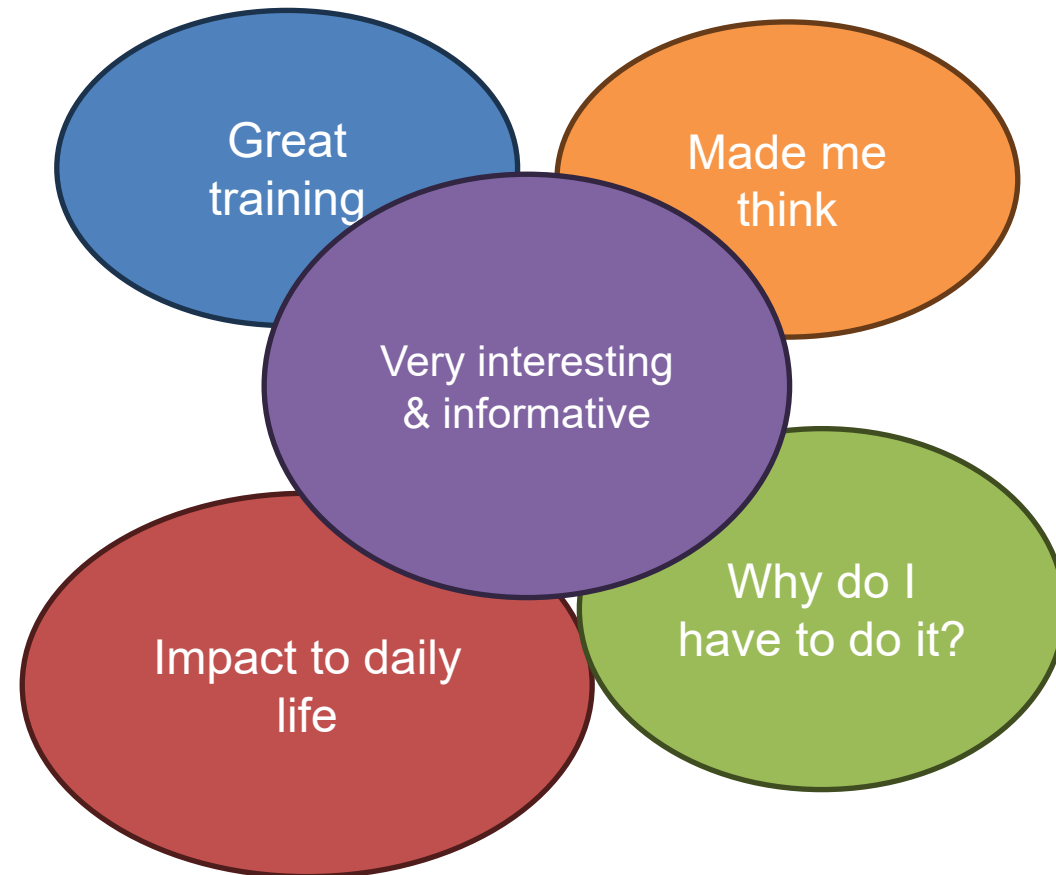 Great
training
Made me
think
Very interesting
& informative
Why do I
have to do it?
Impact to daily
life